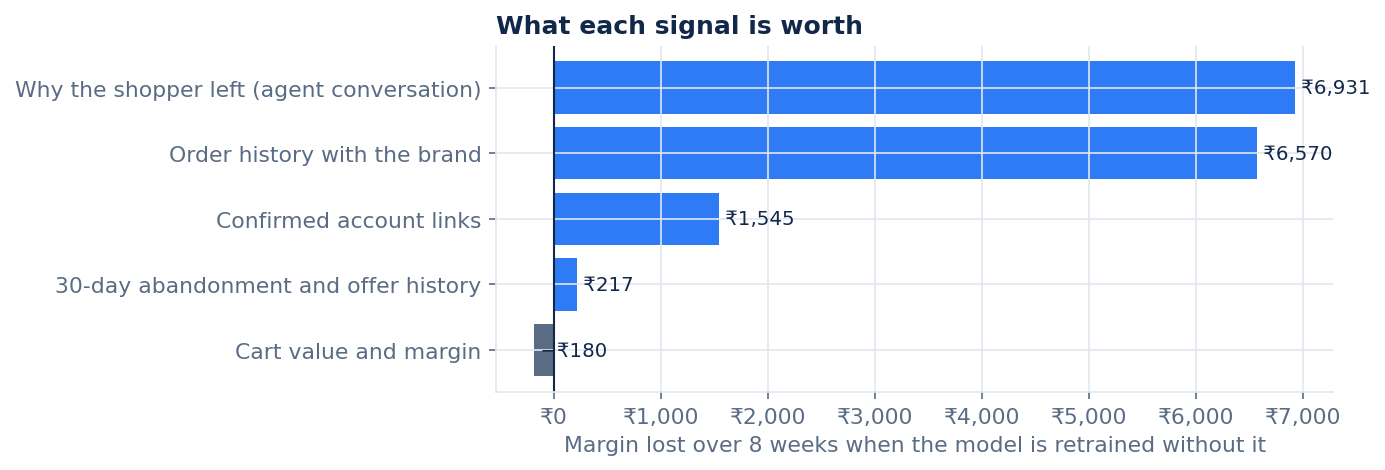 What each signal is worth
Why the shopper left (agent conversation)
₹6,931
Order history with the brand
₹6,570
Confirmed account links
₹1,545
30-day abandonment and offer history
₹217
Cart value and margin
−₹180
₹0 ₹1,000 ₹2,000 ₹3,000 ₹4,000 ₹5,000 ₹6,000 ₹7,000
Margin lost over 8 weeks when the model is retrained without it